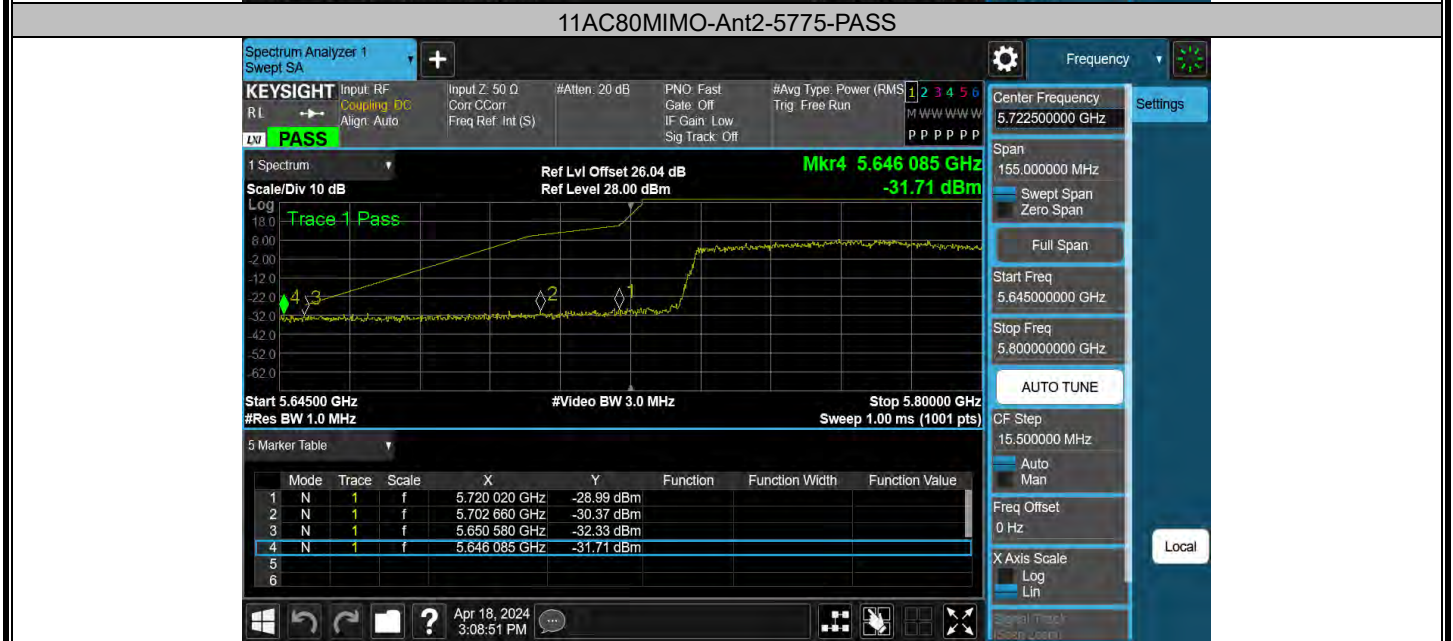 11AC80MIMO-Ant2-5775-PASS
Spectrum Analyzer 1
Swept SA
+
Frequency
KEYSIGHT
RL
LXI PASS
Input: RF
Coupling: DC
Align: Auto
Input Z: 50 Ω
Corr CCorr
Freq Ref: Int (S)
#Atten: 20 dB
PNO: Fast
Gate: Off
IF Gain: Low
Sig Track: Off
#Avg Type: Power (RMS
Trig: Free Run
1 2 3 4 5 6
M W W W W W
P P P P P P
1 Spectrum
Scale/Div 10 dB
Ref Lvl Offset 26.04 dB
Ref Level 28.00 dBm
Mkr4 5.646 085 GHz
-31.71 dBm
Log
Trace 1 Pass
18.0
8.00
-2.00
-12.0
-22.0
-32.0
-42.0
-52.0
-62.0
4 3 2 1
Start 5.64500 GHz
#Res BW 1.0 MHz
#Video BW 3.0 MHz
Stop 5.80000 GHz
Sweep 1.00 ms (1001 pts)
5 Marker Table
Mode Trace Scale X Y Function Function Width Function Value
1 N 1 f 5.720 020 GHz -28.99 dBm
2 N 1 f 5.702 660 GHz -30.37 dBm
3 N 1 f 5.650 580 GHz -32.33 dBm
4 N 1 f 5.646 085 GHz -31.71 dBm
5
6
?
Apr 18, 2024
3:08:51 PM
Center Frequency
5.722500000 GHz
Settings
Span
155.000000 MHz
Swept Span
Zero Span
Full Span
Start Freq
5.645000000 GHz
Stop Freq
5.800000000 GHz
AUTO TUNE
CF Step
15.500000 MHz
Auto
Man
Freq Offset
0 Hz
X Axis Scale
Log
Lin
Local
Signal Track
(Span Zoom)